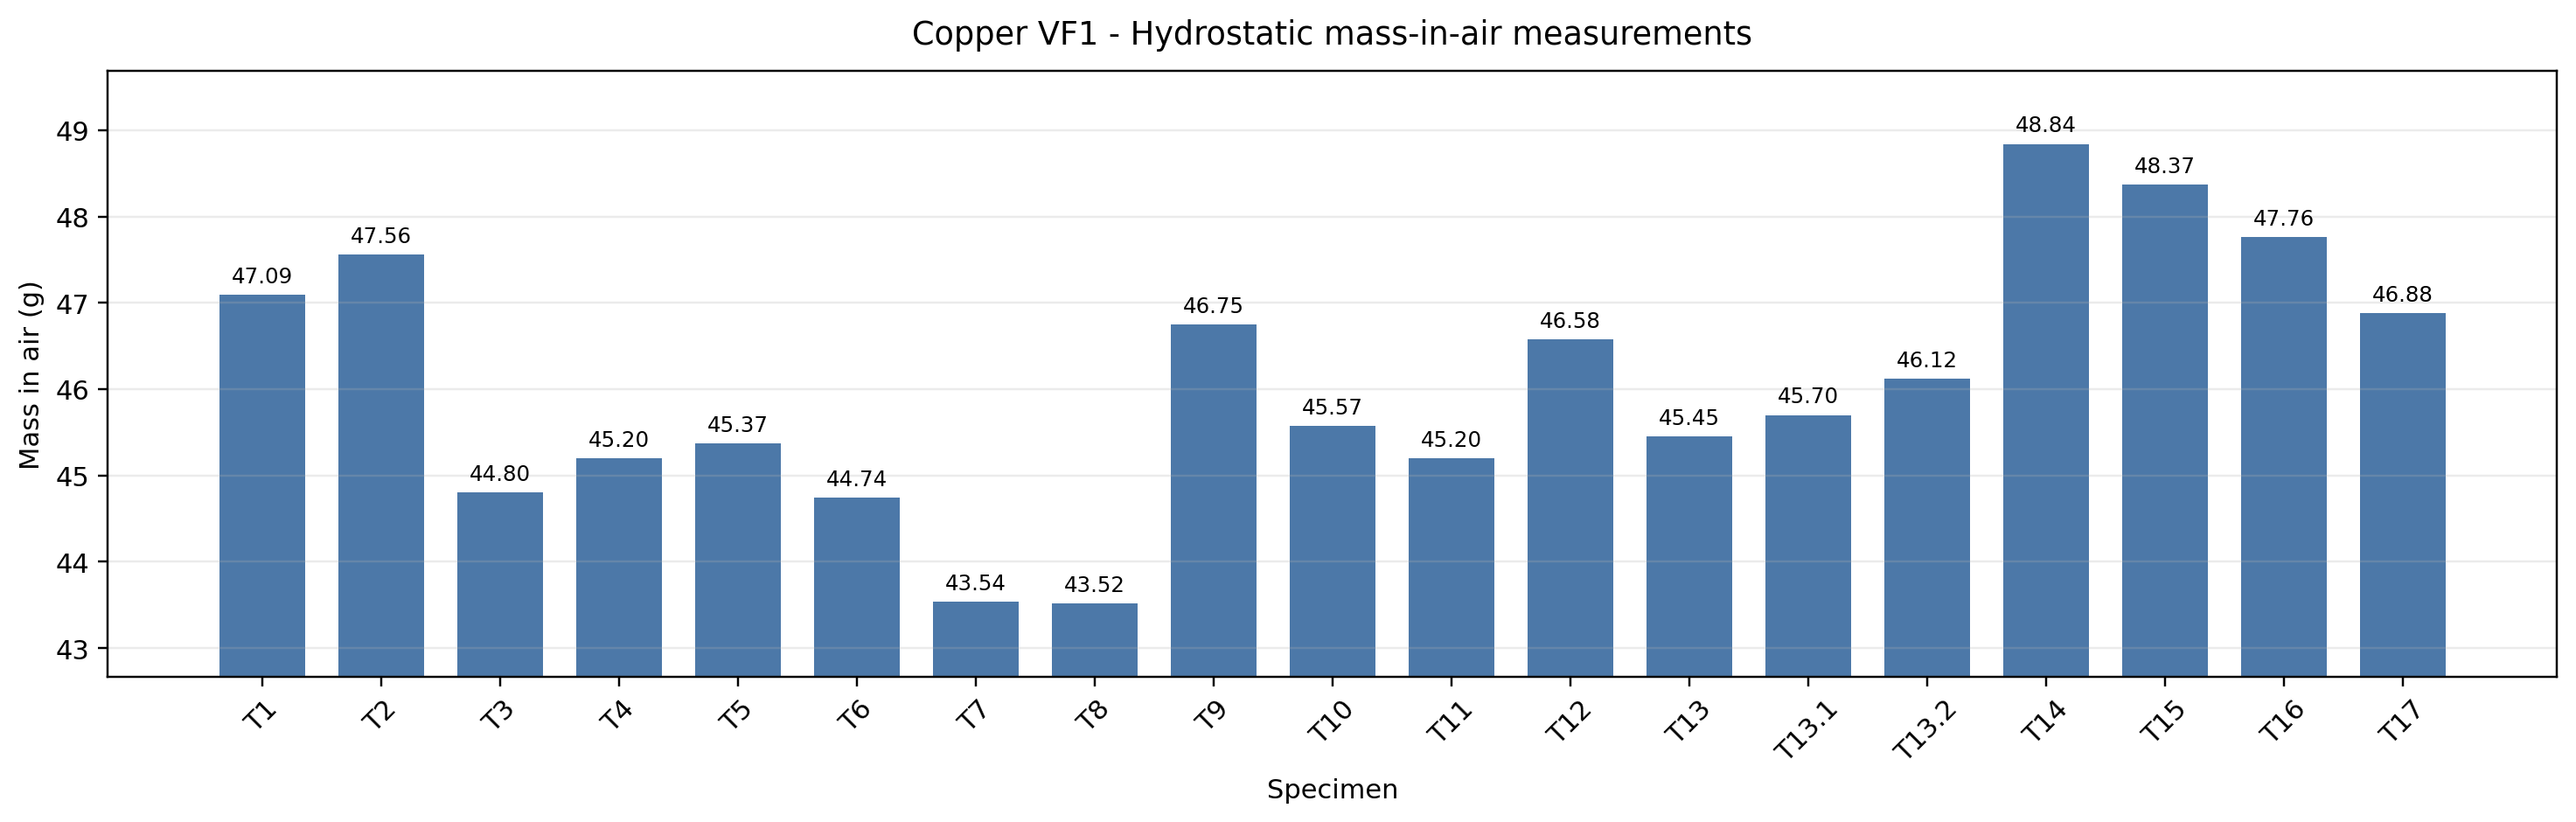 Copper VF1 - Hydrostatic mass-in-air measurements
Mass in air (g)
49
48
47
46
45
44
43
47.09
47.56
44.80
45.20
45.37
44.74
43.54
43.52
46.75
45.57
45.20
46.58
45.45
45.70
46.12
48.84
48.37
47.76
46.88
T1
T2
T3
T4
T5
T6
T7
T8
T9
T10
T11
T12
T13
T13.1
T13.2
T14
T15
T16
T17
Specimen